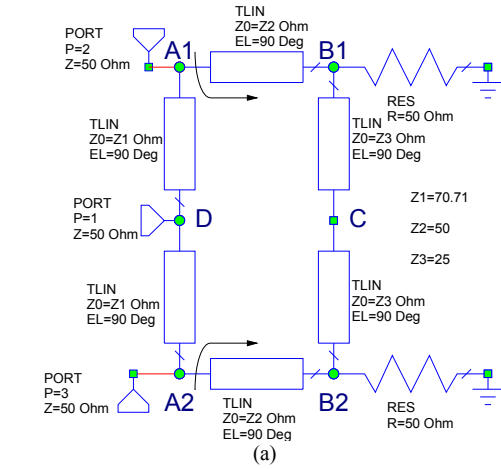 PORT
P=2
Z=50 Ohm
A1
TLIN
Z0=Z2 Ohm
EL=90 Deg
B1
RES
R=50 Ohm
TLIN
Z0=Z1 Ohm
EL=90 Deg
TLIN
Z0=Z3 Ohm
EL=90 Deg
PORT
P=1
Z=50 Ohm
D
C
Z1=70.71
Z2=50
Z3=25
TLIN
Z0=Z1 Ohm
EL=90 Deg
TLIN
Z0=Z3 Ohm
EL=90 Deg
PORT
P=3
Z=50 Ohm
A2
TLIN
Z0=Z2 Ohm
EL=90 Deg
B2
RES
R=50 Ohm
(a)